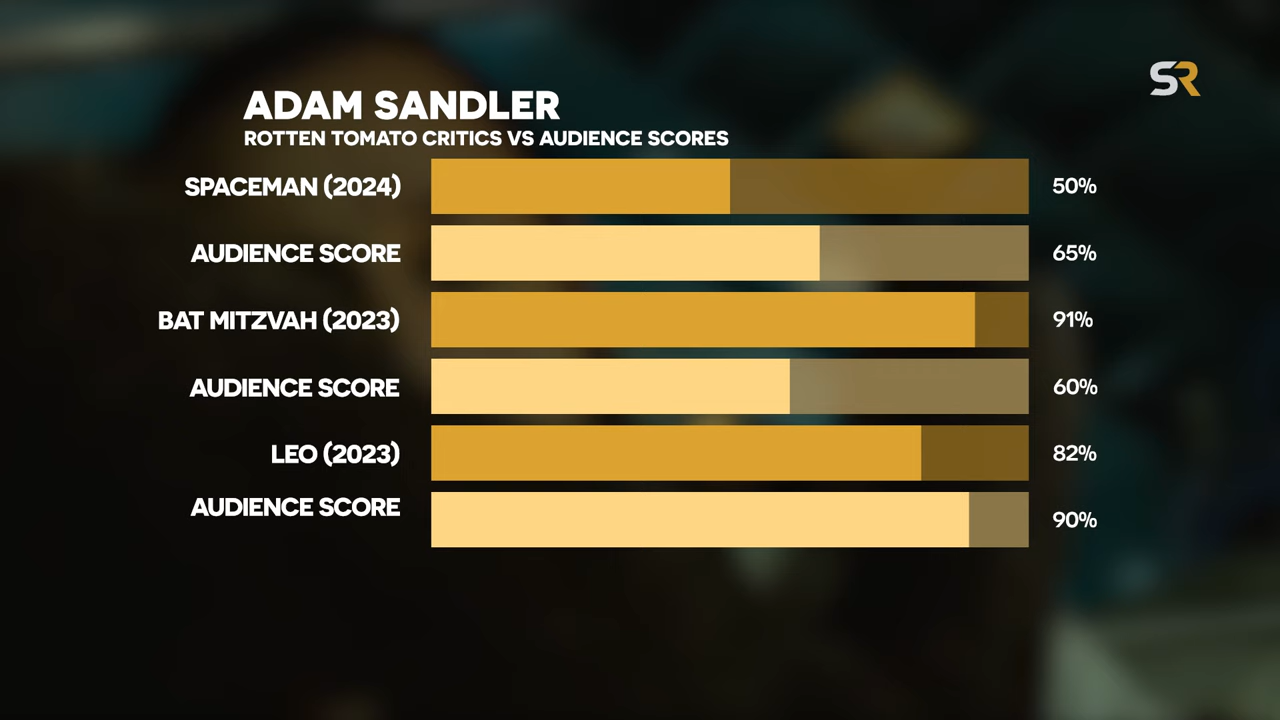 SR
ADAM SANDLER
ROTTEN TOMATO CRITICS VS AUDIENCE SCORES
SPACEMAN (2024) 50%
AUDIENCE SCORE 65%
BAT MITZVAH (2023) 91%
AUDIENCE SCORE 60%
LEO (2023) 82%
AUDIENCE SCORE 90%